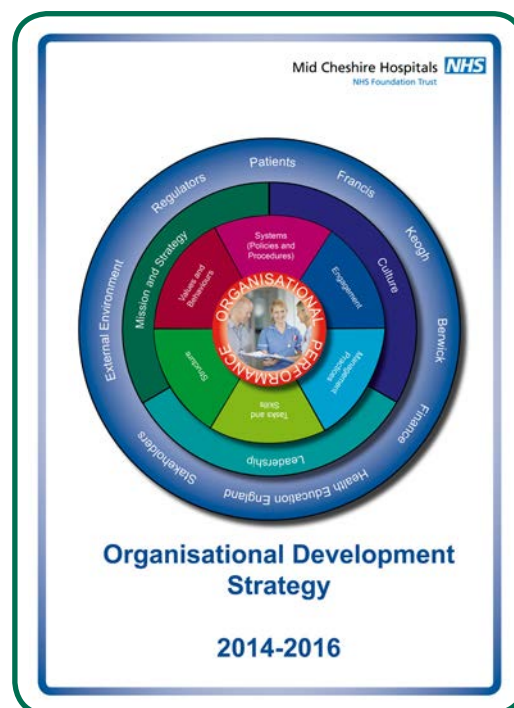 Mid Cheshire Hospitals NHS
NHS Foundation Trust
Patients
Francis
Keogh
Berwick
Finance
Health Education England
Stakeholders
External Environment
Regulators
Mission and Strategy
Culture
Leadership
Systems
(Policies and
Procedures)
Engagement
Management
Practices
Tasks and
Skills
Structure
Values and
Behaviours
ORGANISATIONAL
PERFORMANCE
Organisational Development
Strategy
2014-2016